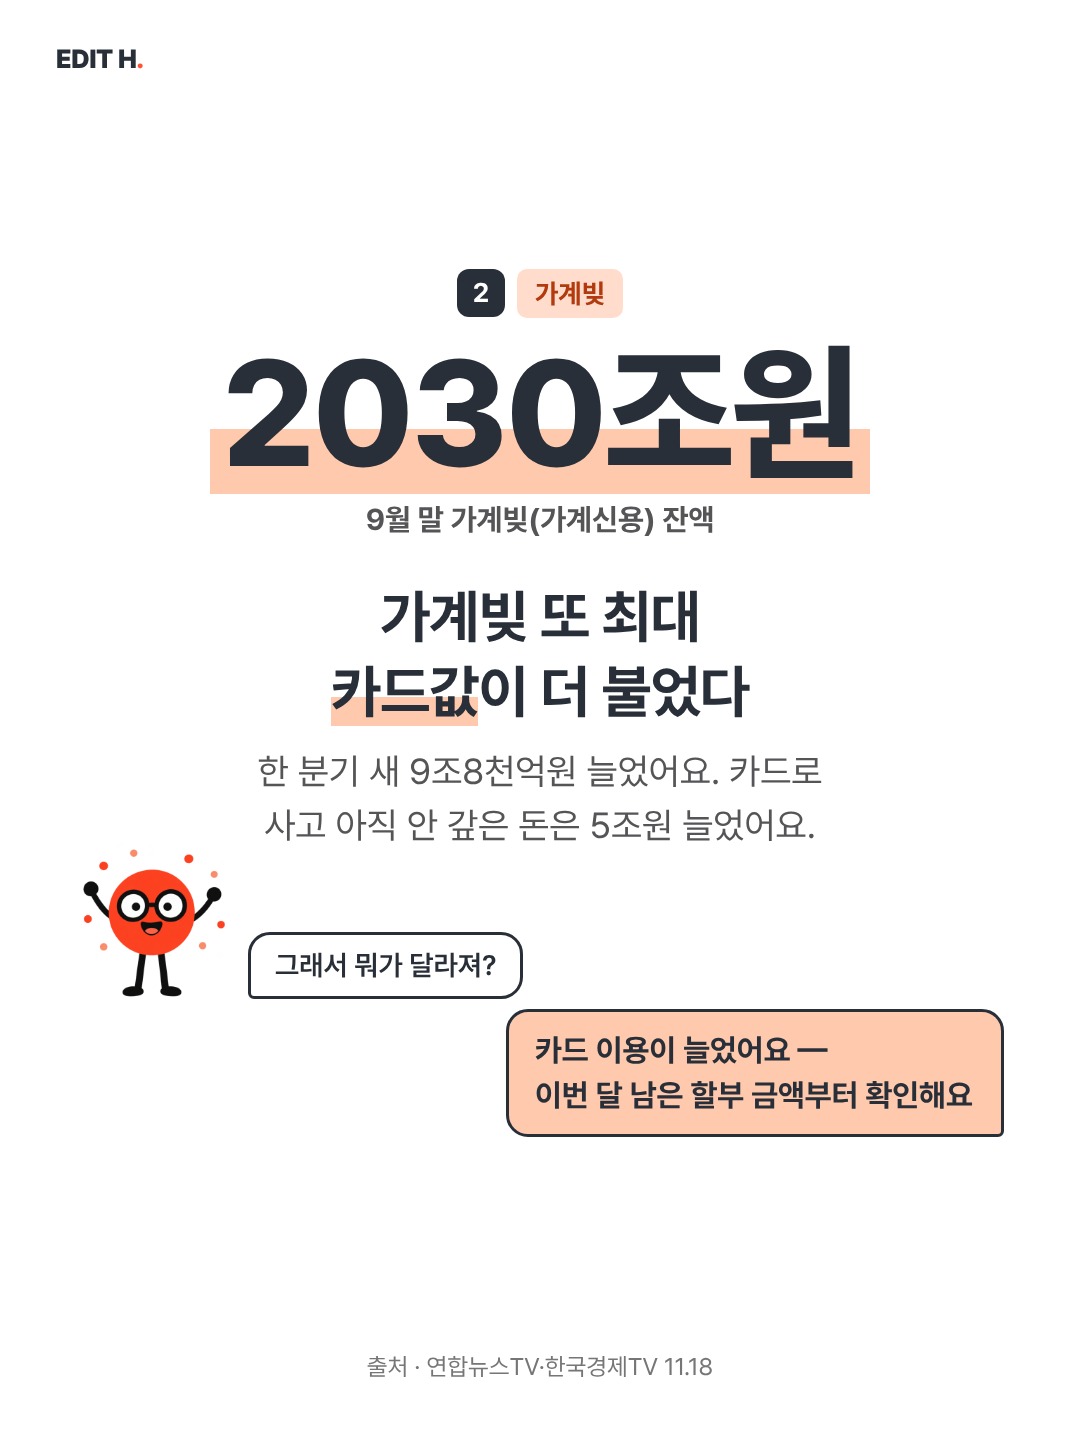 EDIT H.
2
가계빚
2030조원
9월 말 가계빚(가계신용) 잔액
가계빚 또 최대
카드값이 더 불었다
한 분기 새 9조8천억원 늘었어요. 카드로
사고 아직 안 갚은 돈은 5조원 늘었어요.
그래서 뭐가 달라져?
카드 이용이 늘었어요 —
이번 달 남은 할부 금액부터 확인해요
출처 · 연합뉴스TV·한국경제TV 11.18